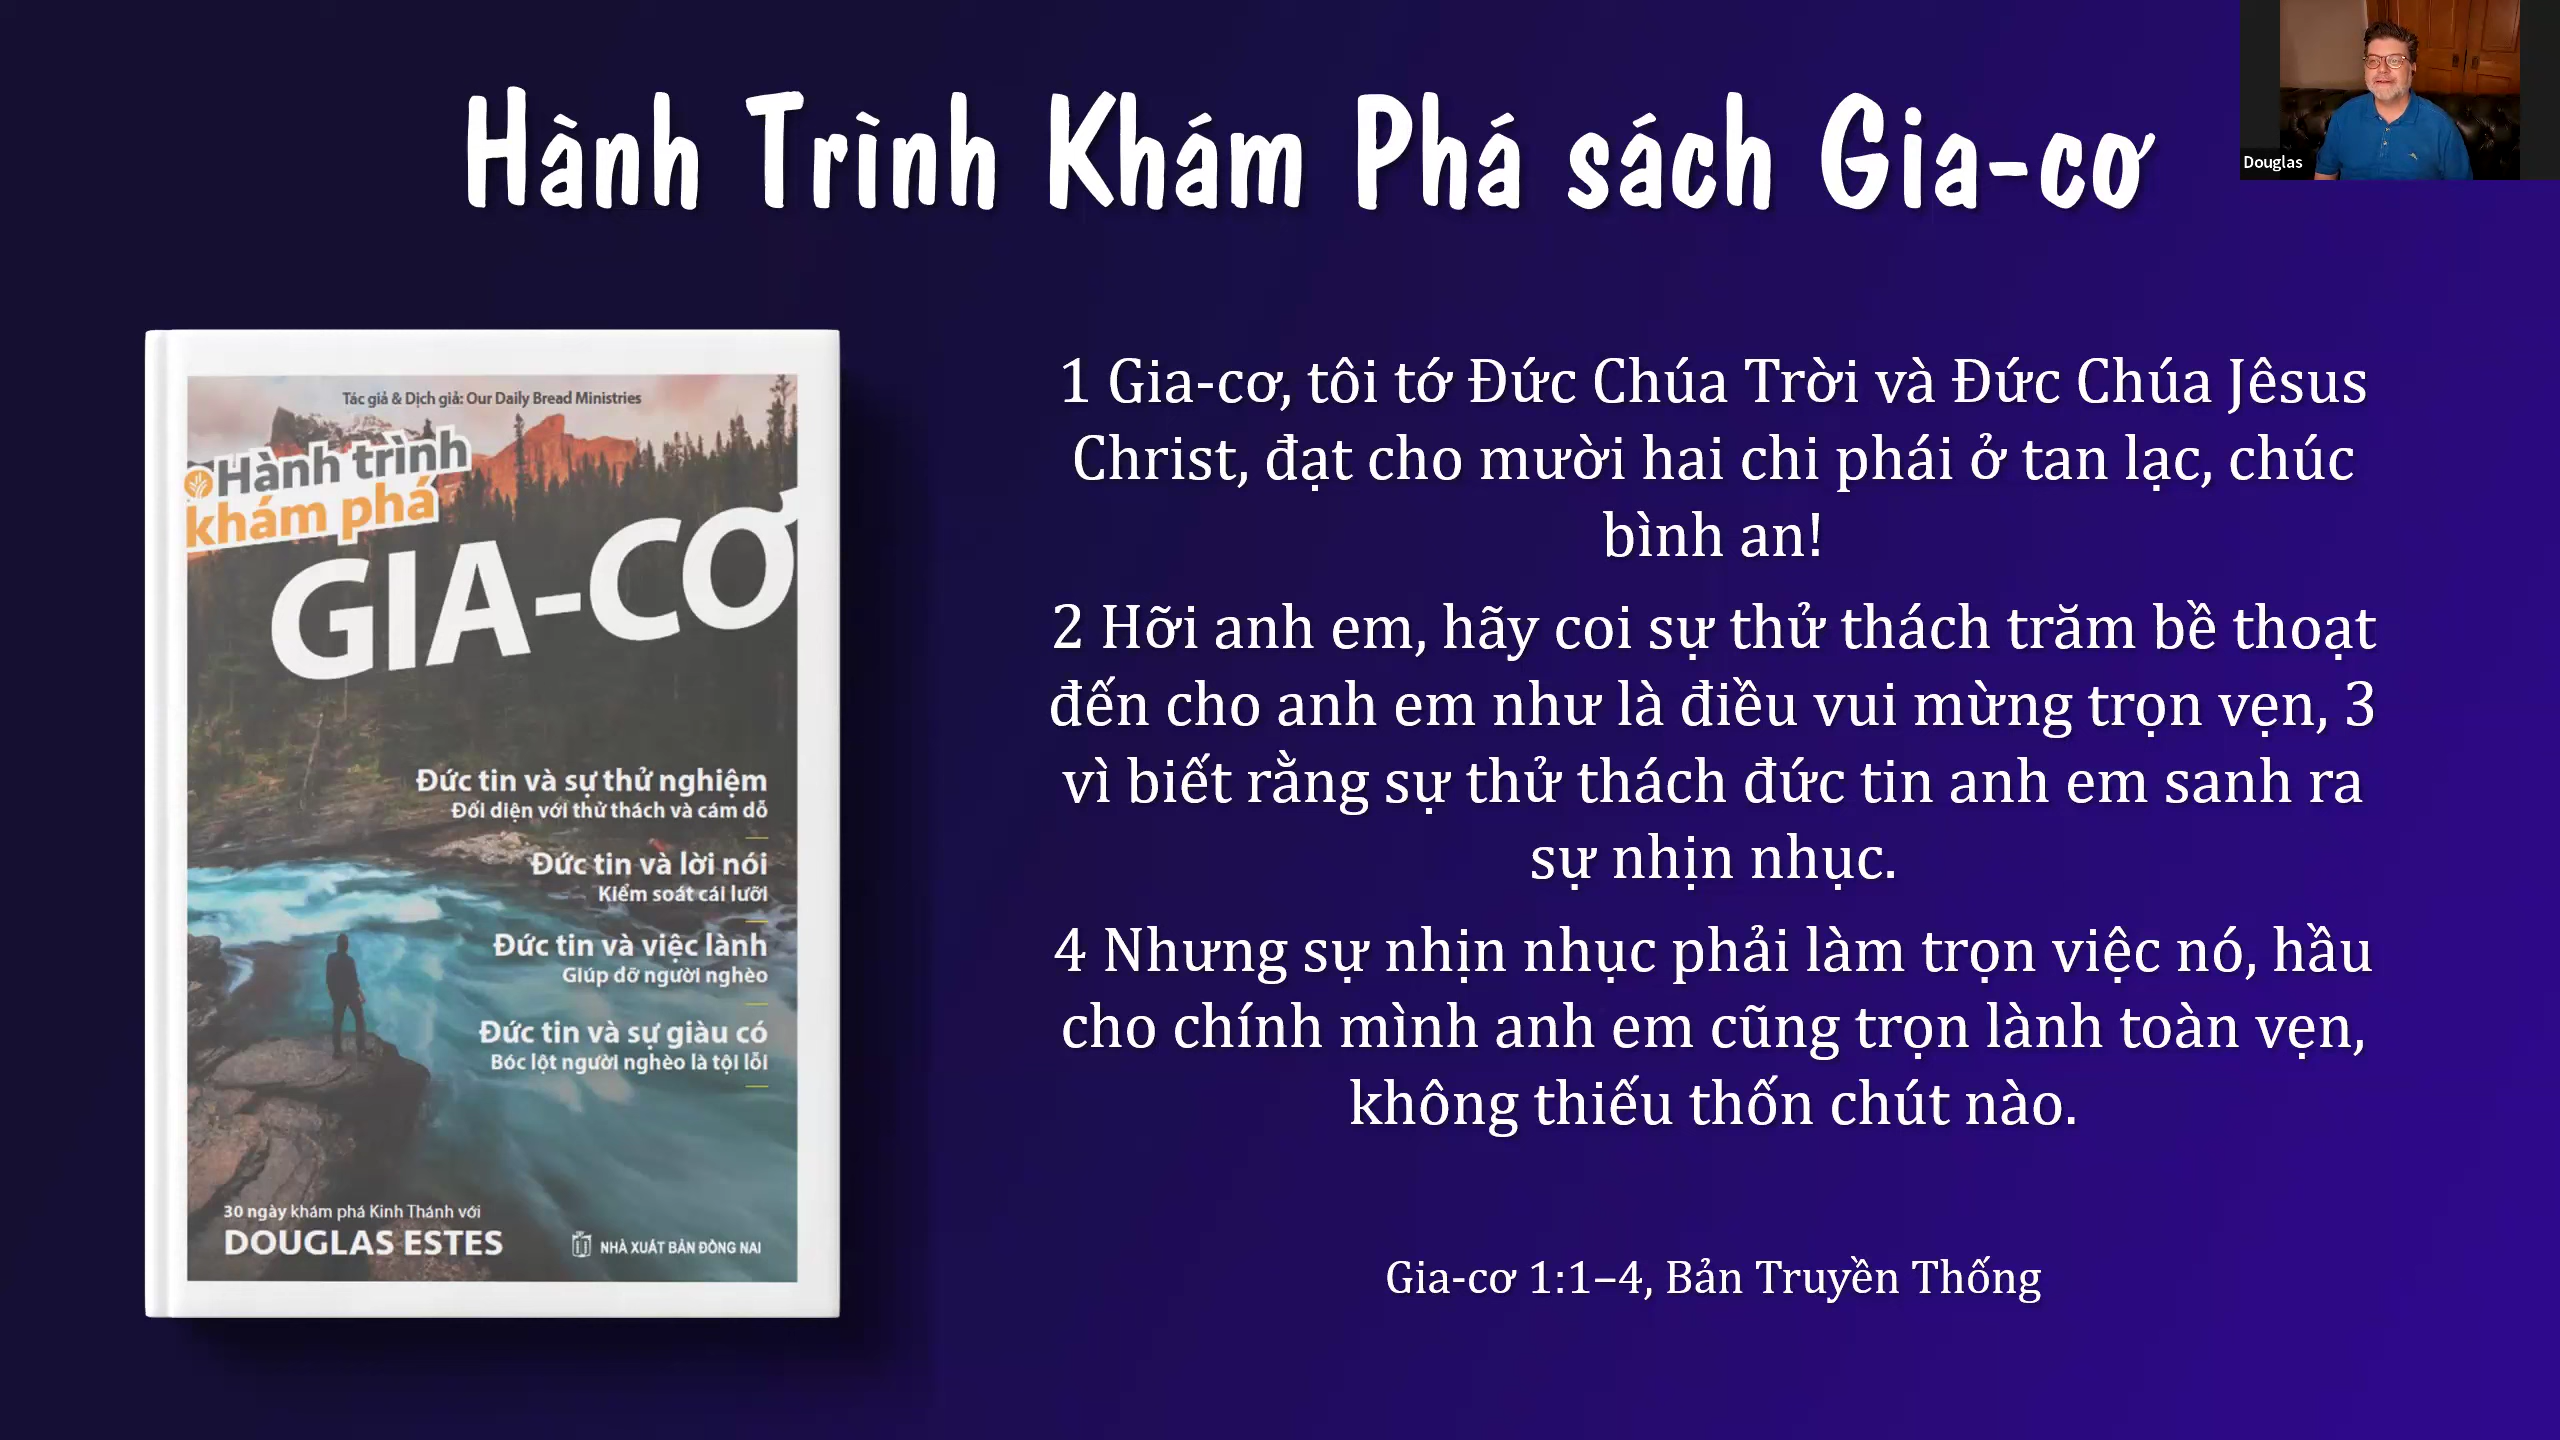 Hành Trình Khám Phá sách Gia-cơ
Douglas
Tác giả & Dịch giả: Our Daily Bread Ministries
Hành trình
khám phá
GIA-CƠ
Đức tin và sự thử nghiệm
Đối diện với thử thách và cám dỗ
Đức tin và lời nói
Kiểm soát cái lưỡi
Đức tin và việc lành
Giúp đỡ người nghèo
Đức tin và sự giàu có
Bóc lột người nghèo là tội lỗi
30 ngày khám phá Kinh Thánh với
DOUGLAS ESTES
NHÀ XUẤT BẢN ĐỒNG NAI
1 Gia-cơ, tôi tớ Đức Chúa Trời và Đức Chúa Jêsus
Christ, đạt cho mười hai chi phái ở tan lạc, chúc
bình an!
2 Hỡi anh em, hãy coi sự thử thách trăm bề thoạt
đến cho anh em như là điều vui mừng trọn vẹn, 3
vì biết rằng sự thử thách đức tin anh em sanh ra
sự nhịn nhục.
4 Nhưng sự nhịn nhục phải làm trọn việc nó, hầu
cho chính mình anh em cũng trọn lành toàn vẹn,
không thiếu thốn chút nào.
Gia-cơ 1:1–4, Bản Truyền Thống